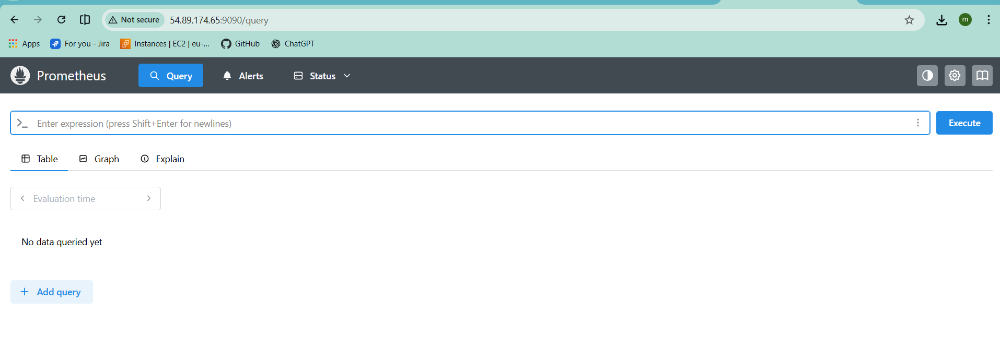 Not secure 54.89.174.65:9090/query m
Apps For you - Jira Instances | EC2 | eu-... GitHub ChatGPT
Prometheus Query Alerts Status
Enter expression (press Shift+Enter for newlines) Execute
Table Graph Explain
Evaluation time
No data queried yet
+ Add query